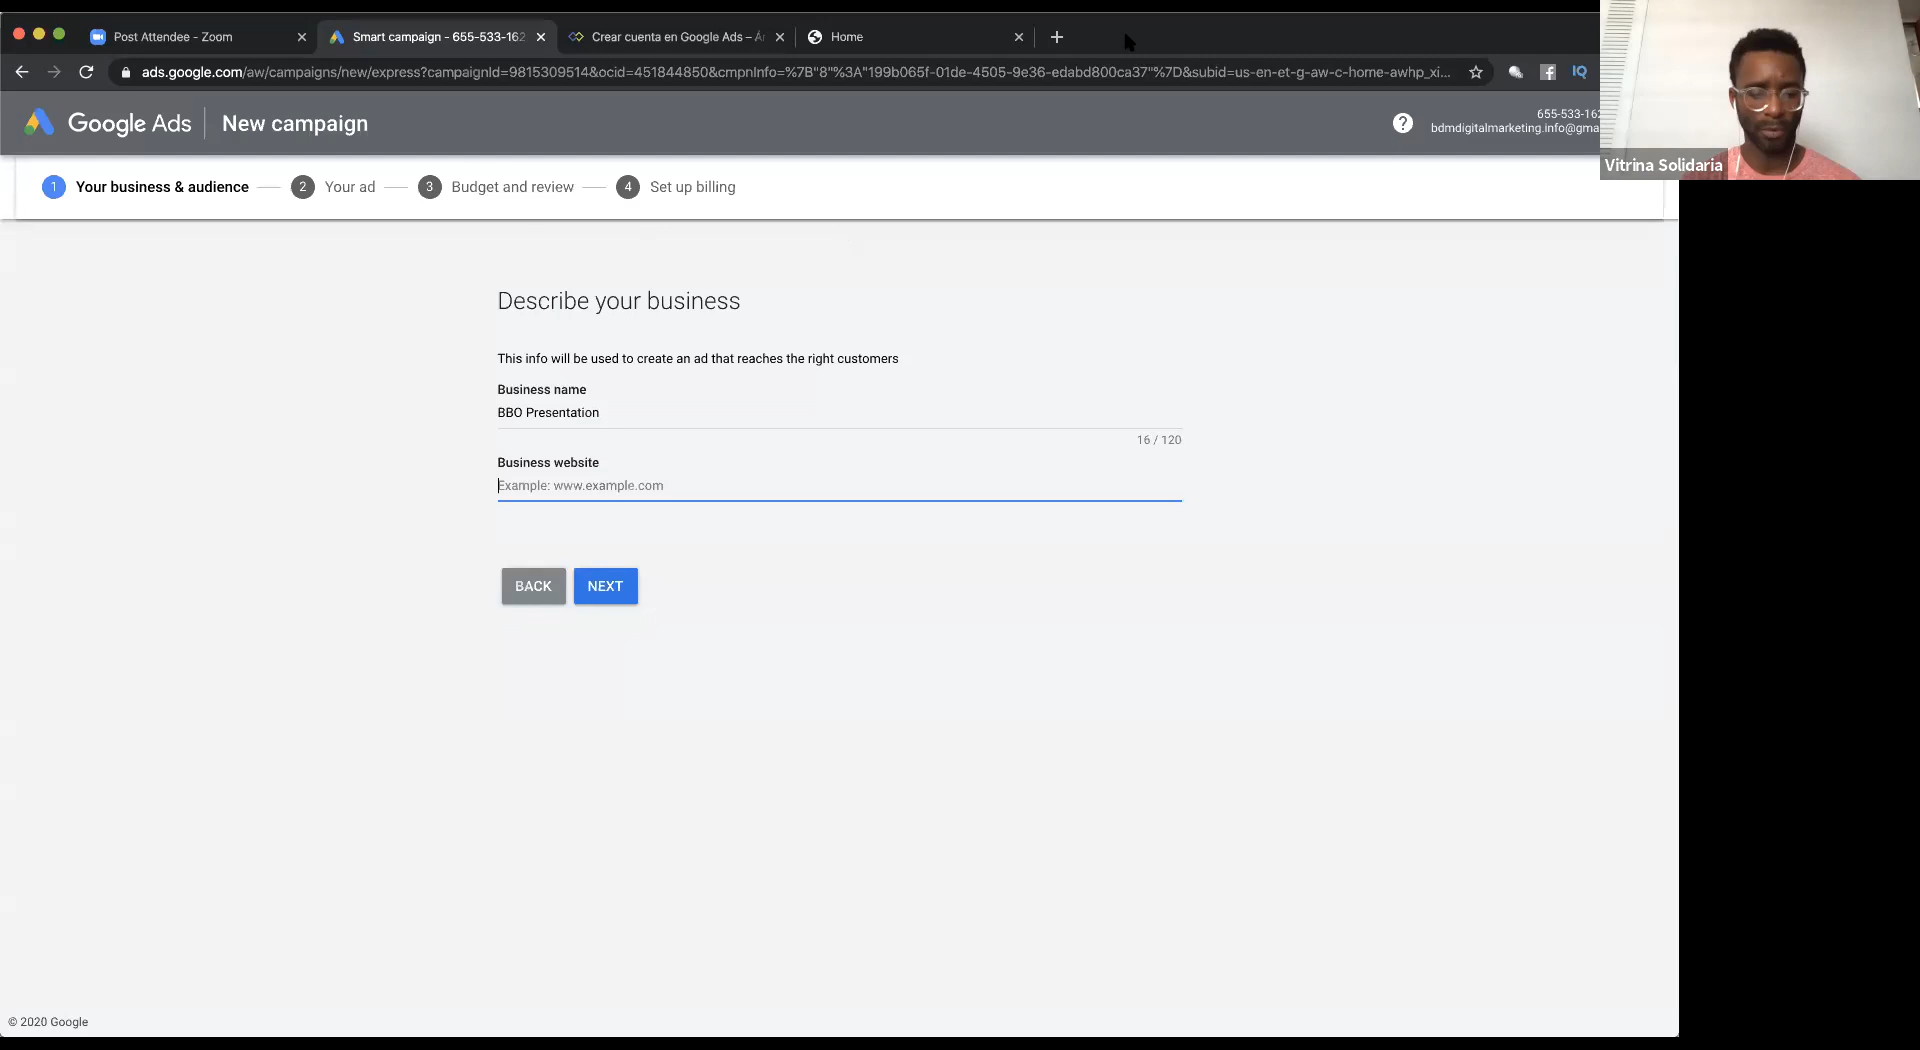 Post Attendee - Zoom
Smart campaign - 655-533-162
Crear cuenta en Google Ads –
Home
ads.google.com/aw/campaigns/new/express?campaignId=9815309514&ocid=451844850&cmpnInfo=%7B"8"%3A"199b065f-01de-4505-9e36-edabd800ca37"%7D&subid=us-en-et-g-aw-c-home-awhp_xi...
IQ
Google Ads
New campaign
?
655-533-162
bdmdigitalmarketing.info@gma
Vitrina Solidaria
1 Your business & audience
2 Your ad
3 Budget and review
4 Set up billing
Describe your business
This info will be used to create an ad that reaches the right customers
Business name
BBO Presentation
16 / 120
Business website
Example: www.example.com
BACK
NEXT
© 2020 Google